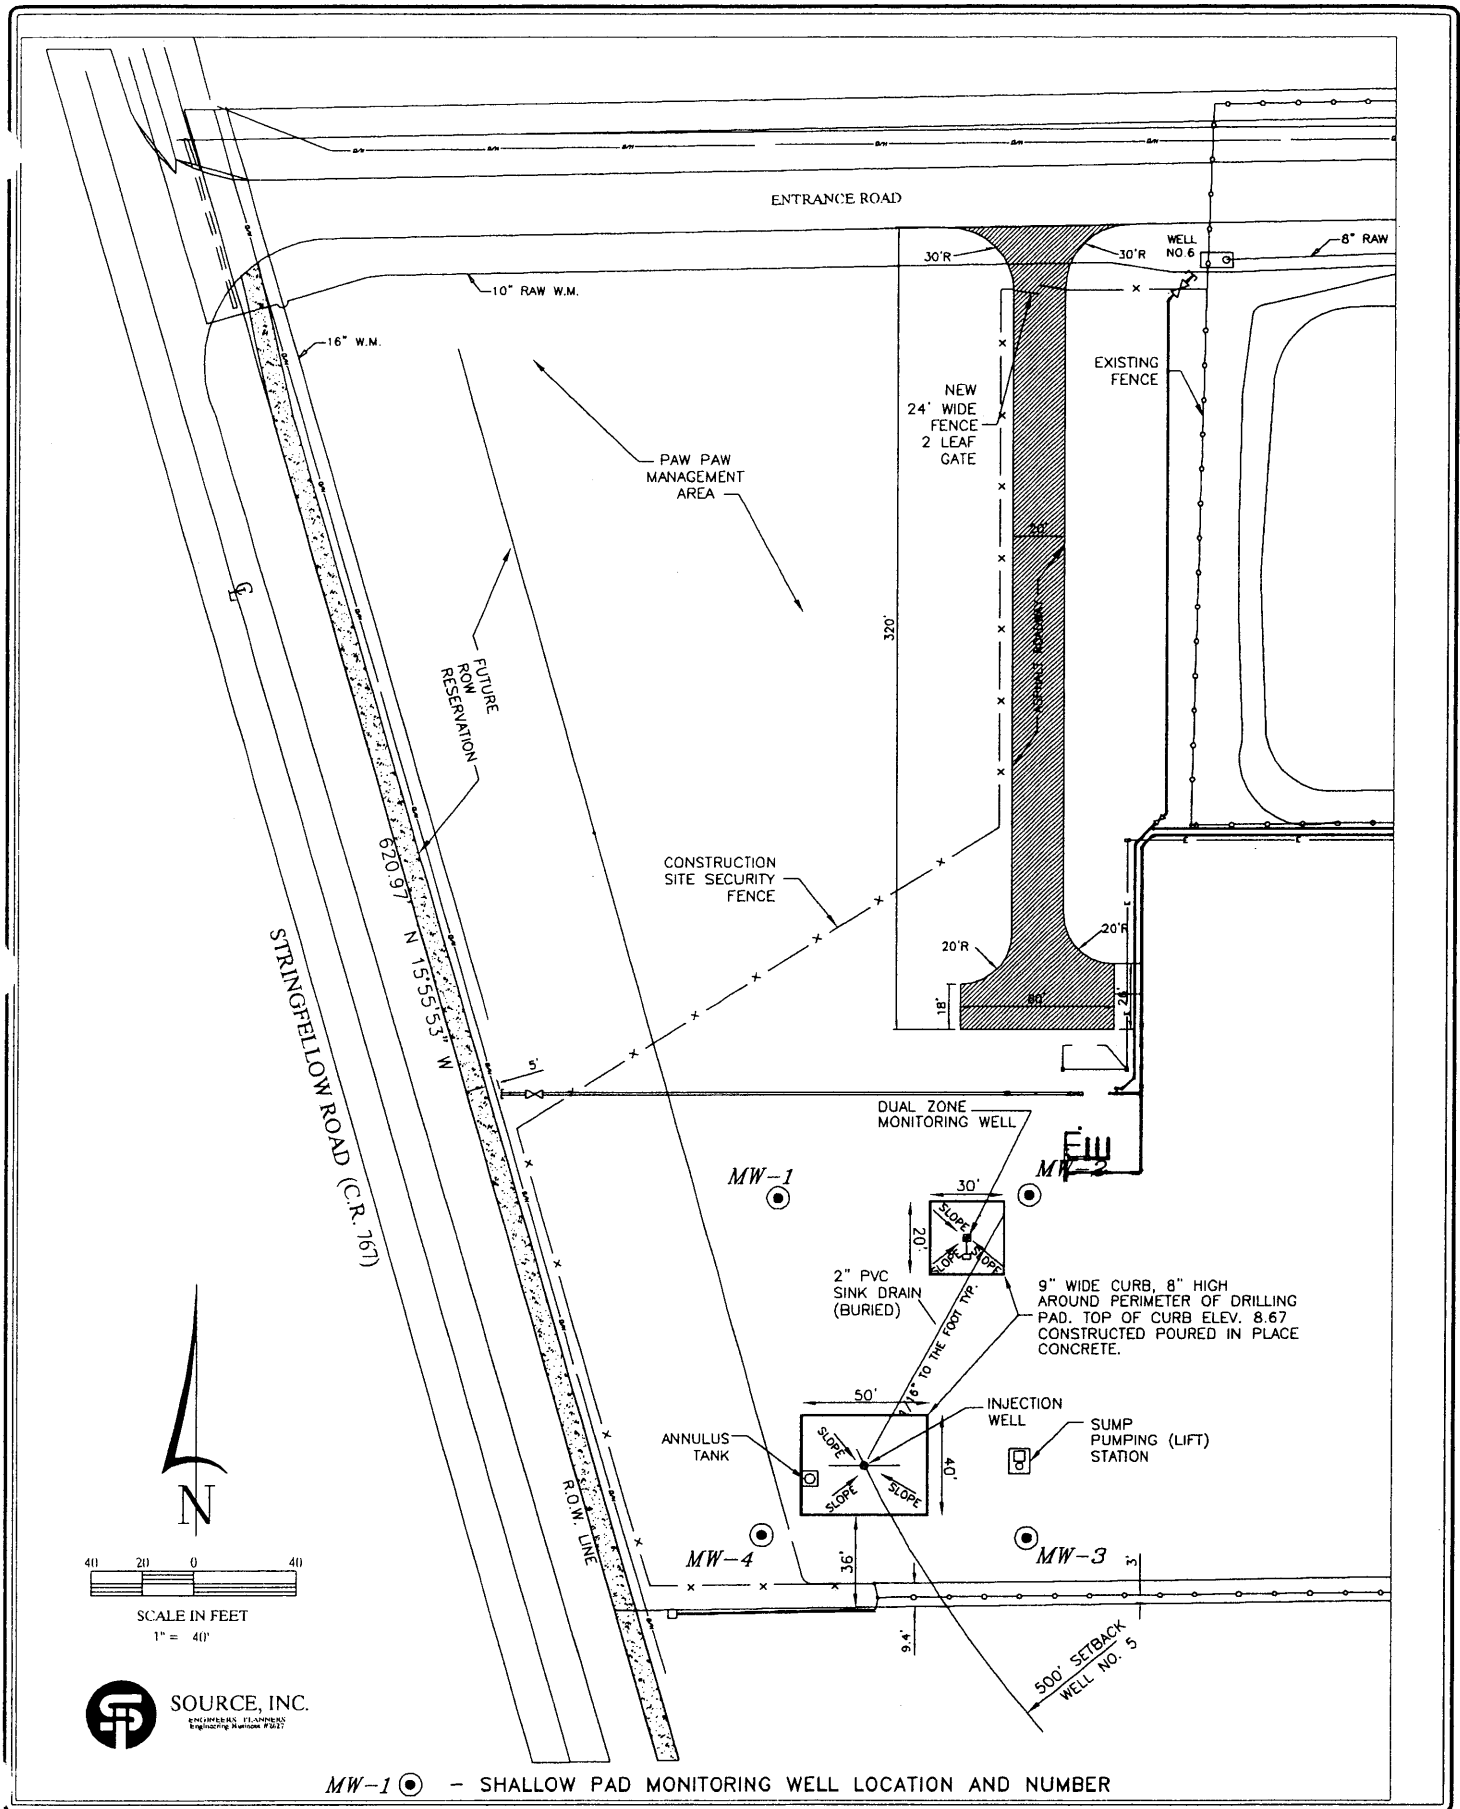 ENTRANCE ROAD
30'R
30'R
WELL
NO.6
8" RAW
10" RAW W.M.
16" W.M.
EXISTING
FENCE
NEW
24' WIDE
FENCE
2 LEAF
GATE
PAW PAW
MANAGEMENT
AREA
20'
320'
ASPHALT ROADWAY
FUTURE
ROW
RESERVATION
620.97'
N 15°55'53" W
CONSTRUCTION
SITE SECURITY
FENCE
20'R
20'R
18'
80'
26'
STRINGFELLOW ROAD (C.R. 767)
5'
DUAL ZONE
MONITORING WELL
MW-1
MW-2
30'
20'
SLOPE
SLOPE
SLOPE
2" PVC
SINK DRAIN
(BURIED)
1/16" TO THE FOOT TYP.
9" WIDE CURB, 8" HIGH
AROUND PERIMETER OF DRILLING
PAD. TOP OF CURB ELEV. 8.67
CONSTRUCTED POURED IN PLACE
CONCRETE.
50'
INJECTION
WELL
SUMP
PUMPING (LIFT)
STATION
ANNULUS
TANK
SLOPE
SLOPE
SLOPE
40'
R.O.W. LINE
MW-4
36'
MW-3
3'
9.4'
500' SETBACK
WELL NO. 5
N
40 20 0 40
SCALE IN FEET
1" = 40'
SOURCE, INC.
ENGINEERS PLANNERS
MW-1 - SHALLOW PAD MONITORING WELL LOCATION AND NUMBER